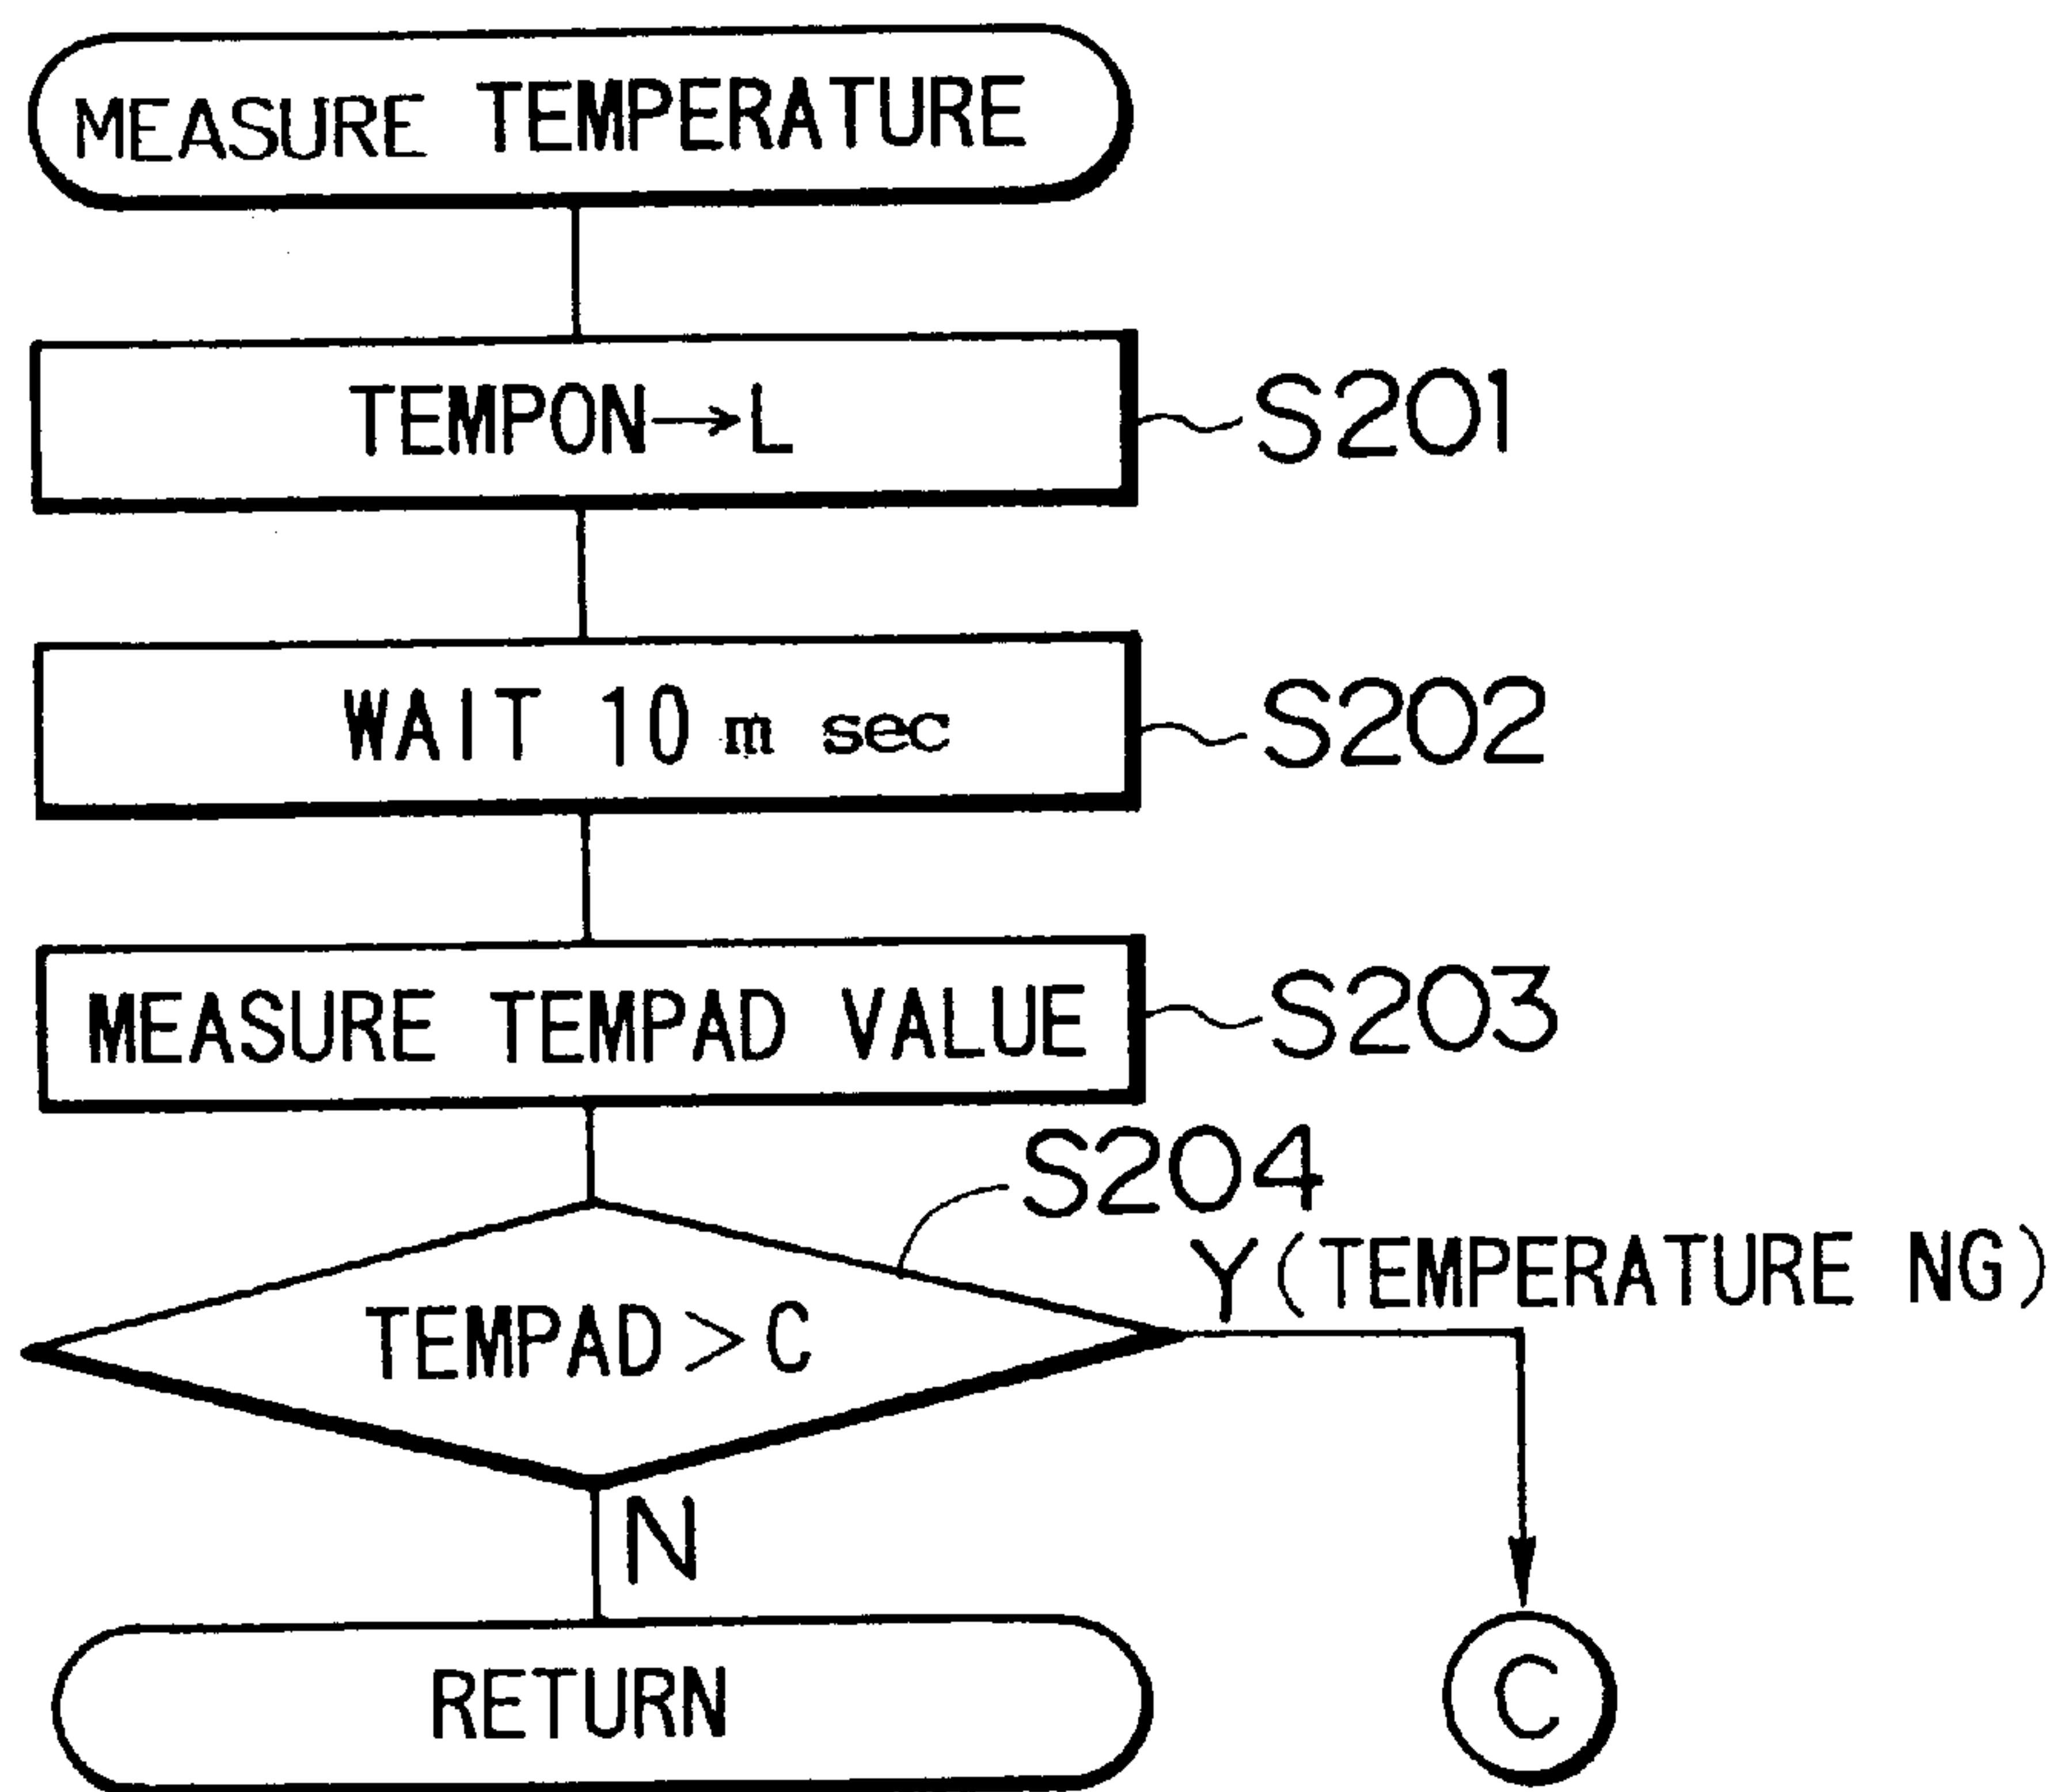 MEASURE TEMPERATURE
TEMPON→L
S201
WAIT 10 m sec
S202
MEASURE TEMPAD VALUE
S203
S204
Y(TEMPERATURE NG)
TEMPAD>C
N
RETURN
C